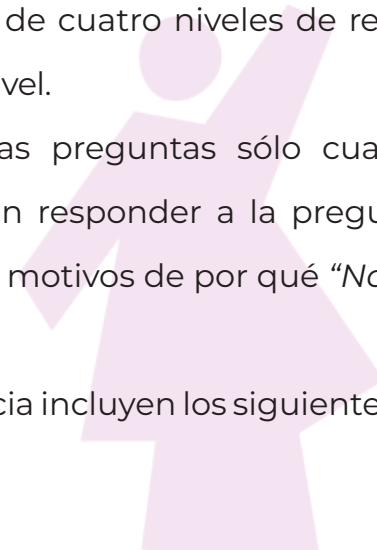 de cuatro niveles de re
vel.
as preguntas sólo cua
n responder a la pregu
motivos de por qué “No
cia incluyen los siguiente